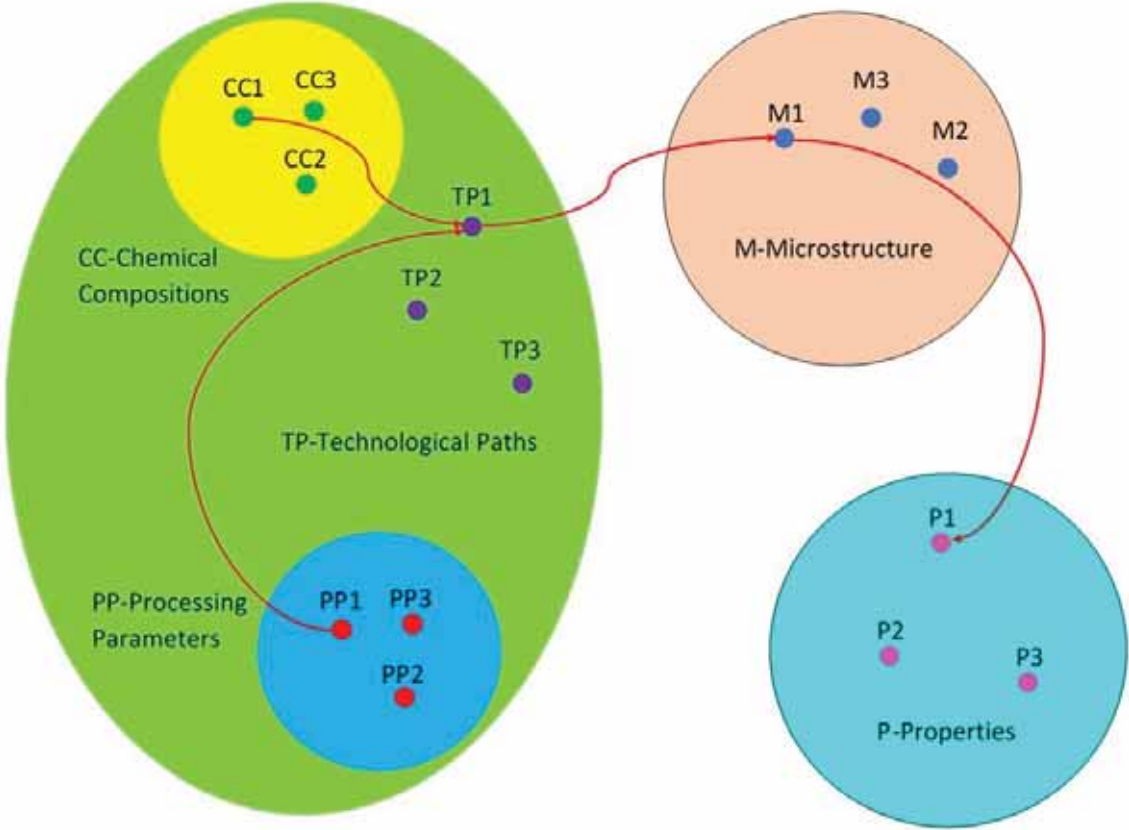 CC1
CC3
CC2
CC-Chemical
Compositions
TP1
TP2
TP3
TP-Technological Paths
PP-Processing
Parameters
PP1
PP3
PP2
M1
M3
M2
M-Microstructure
P1
P2
P3
P-Properties